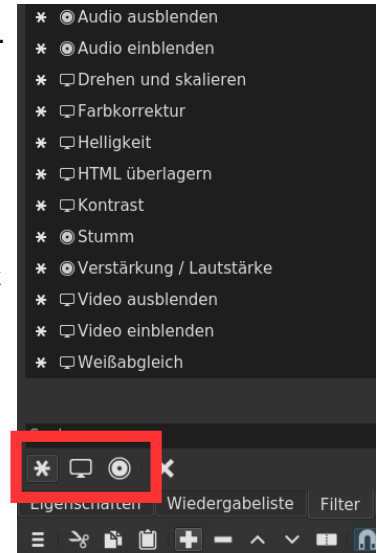 Audio ausblenden
Audio einblenden
Drehen und skalieren
Farbkorrektur
Helligkeit
HTML überlagern
Kontrast
Stumm
Verstärkung / Lautstärke
Video ausblenden
Video einblenden
Weißabgleich
Eigenschaften Wiedergabeliste Filter